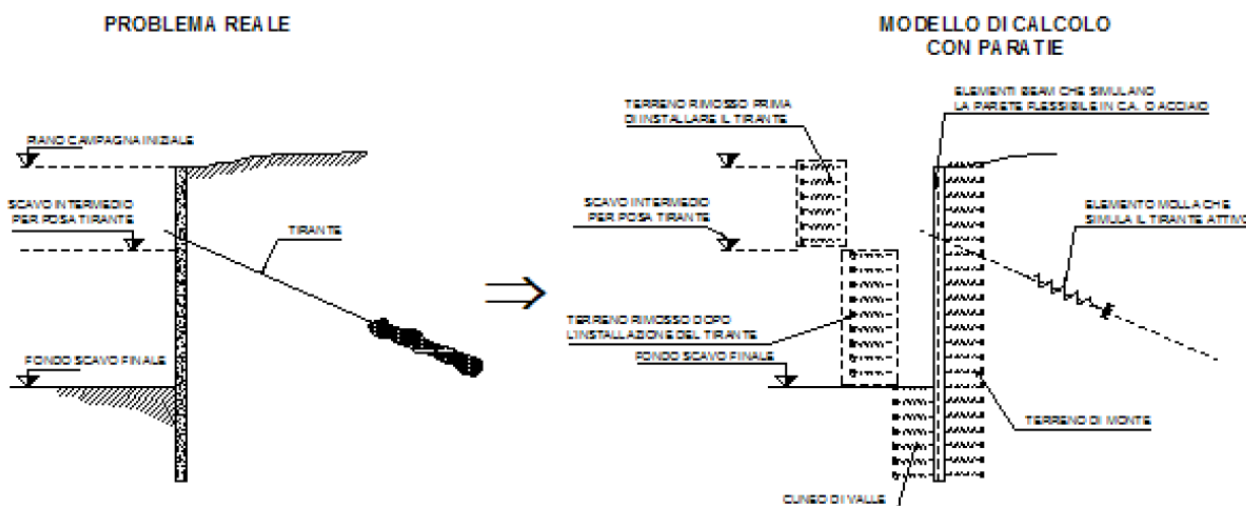 PROBLEMA REALE
PIANO CAMPAGNA INIZIALE
SCAVO INTERMEDIO
PER POSA TIRANTE
TIRANTE
FONDO SCAVO FINALE
MODELLO DI CALCOLO
CON PARATIE
TERRENO RIMOSSO PRIMA
DI INSTALLARE IL TIRANTE
ELEMENTI BEAM CHE SIMULANO
LA PARETE FLESSIBILE IN C.A. O ACCIAIO
SCAVO INTERMEDIO
PER POSA TIRANTE
ELEMENTO MOLLA CHE
SIMULA IL TIRANTE ATTIVO
TERRENO RIMOSSO DOPO
L'INSTALLAZIONE DEL TIRANTE
FONDO SCAVO FINALE
TERRENO DI MONTE
CUNEO DI VALLE